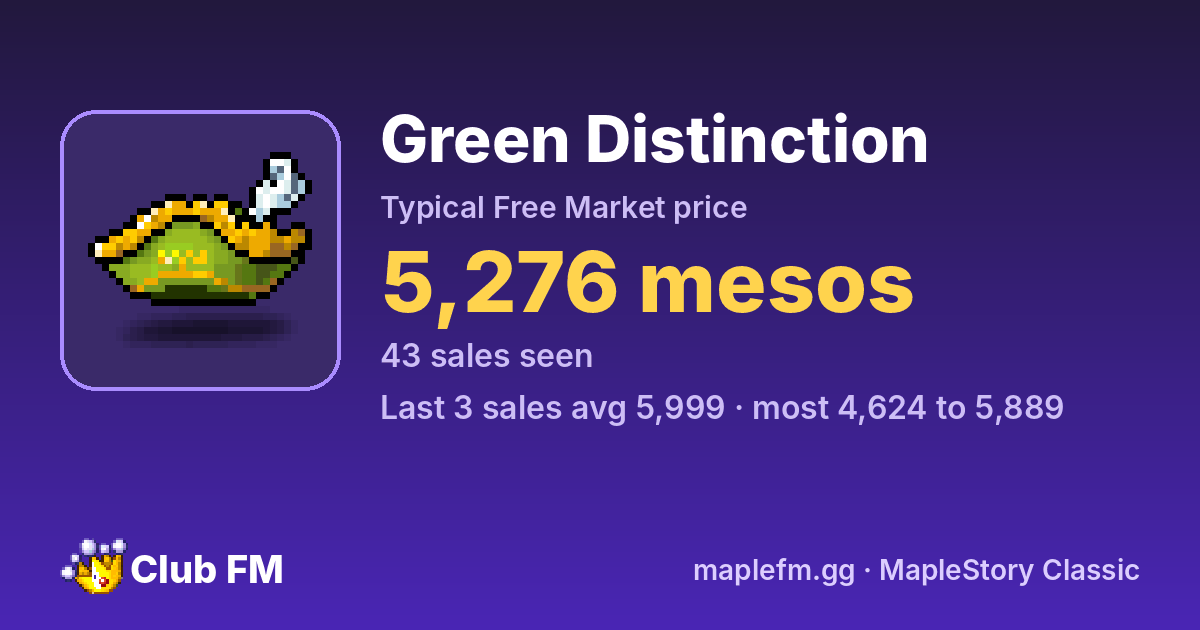 Green Distinction
Typical Free Market price
5,276 mesos
43 sales seen
Last 3 sales avg 5,999 · most 4,624 to 5,889
Club FM
maplefm.gg · MapleStory Classic